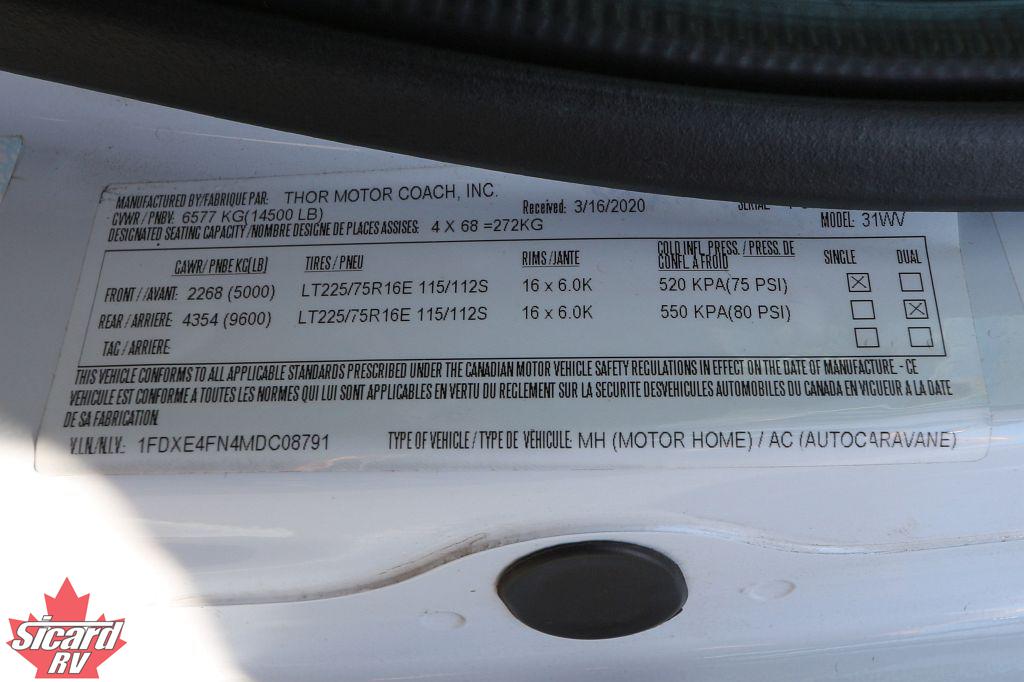 MANUFACTURED BY/FABRIQUE PAR: THOR MOTOR COACH, INC.
GVWR / PNBV: 6577 KG(14500 LB) Received: 3/16/2020 SERIAL
DESIGNATED SEATING CAPACITY / NOMBRE DESIGNE DE PLACES ASSISES: 4 X 68 =272KG MODEL: 31WV
GAWR/ PNBE KG(LB) TIRES / PNEU RIMS /JANTE COLD INFL. PRESS. / PRESS. DE GONFL. A FROID SINGLE DUAL
FRONT / /AVANT: 2268 (5000) LT225/75R16E 115/112S 16 x 6.0K 520 KPA(75 PSI)
REAR / ARRIERE: 4354 (9600) LT225/75R16E 115/112S 16 x 6.0K 550 KPA(80 PSI)
TAG / ARRIERE
THIS VEHICLE CONFORMS TO ALL APPLICABLE STANDARDS PRESCRIBED UNDER THE CANADIAN MOTOR VEHICLE SAFETY REGULATIONS IN EFFECT ON THE DATE OF MANUFACTURE. - CE
VEHICULE EST CONFORME A TOUTES LES NORMES QUI LUI SONT APPLICABLES EN VERTU DU REGLEMENT SUR LA SECURITE DESVEHICULES AUTOMOBILES DU CANADA EN VIGUEUR A LA DATE
DE SA FABRICATION.
V.I.N./N.I.V.: 1FDXE4FN4MDC08791 TYPE OF VEHICLE / TYPE DE VÉHICULE: MH (MOTOR HOME) / AC (AUTOCARAVANE)
Sicard
RV